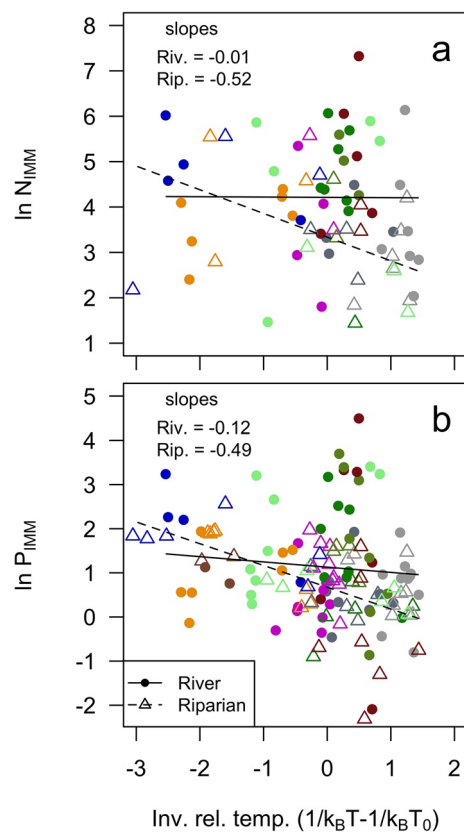 slopes
Riv. = -0.01
Rip. = -0.52
a
8
7
6
5
4
3
2
1
ln N_IMM
slopes
Riv. = -0.12
Rip. = -0.49
b
5
4
3
2
1
0
-1
-2
ln P_IMM
River
Riparian
-3 -2 -1 0 1 2
Inv. rel. temp. (1/k_BT-1/k_BT_0)